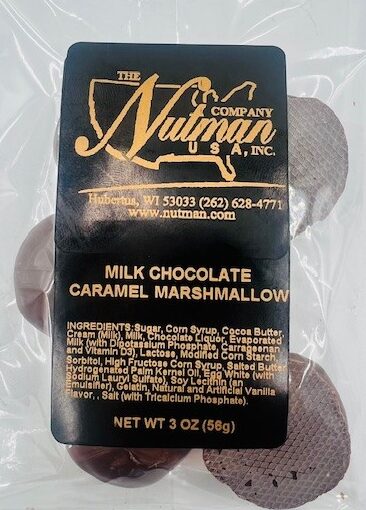 THE
Nutman
COMPANY
U S A, INC.
Hubertus, WI 53033 (262) 628-4771
www.nutman.com
MILK CHOCOLATE
CARAMEL MARSHMALLOW
INGREDIENTS:Sugar, Corn Syrup, Cocoa Butter,
Cream (Milk), Milk, Chocolate Liquor, Evaporated
Milk (with Dipotassium Phosphate, Carrageenan
and Vitamin D3), Lactose, Modified Corn Starch,
Sorbitol, High Fructose Corn Syrup, Salted Butter
Hydrogenated Palm Kernel Oil, Egg White (with
Sodium Lauryl Sulfate), Soy Lecithin (an
Emulsifier), Gelatin, Natural and Artificial Vanilla
Flavor, , Salt (with Tricalcium Phosphate).
NET WT 3 OZ (56g)